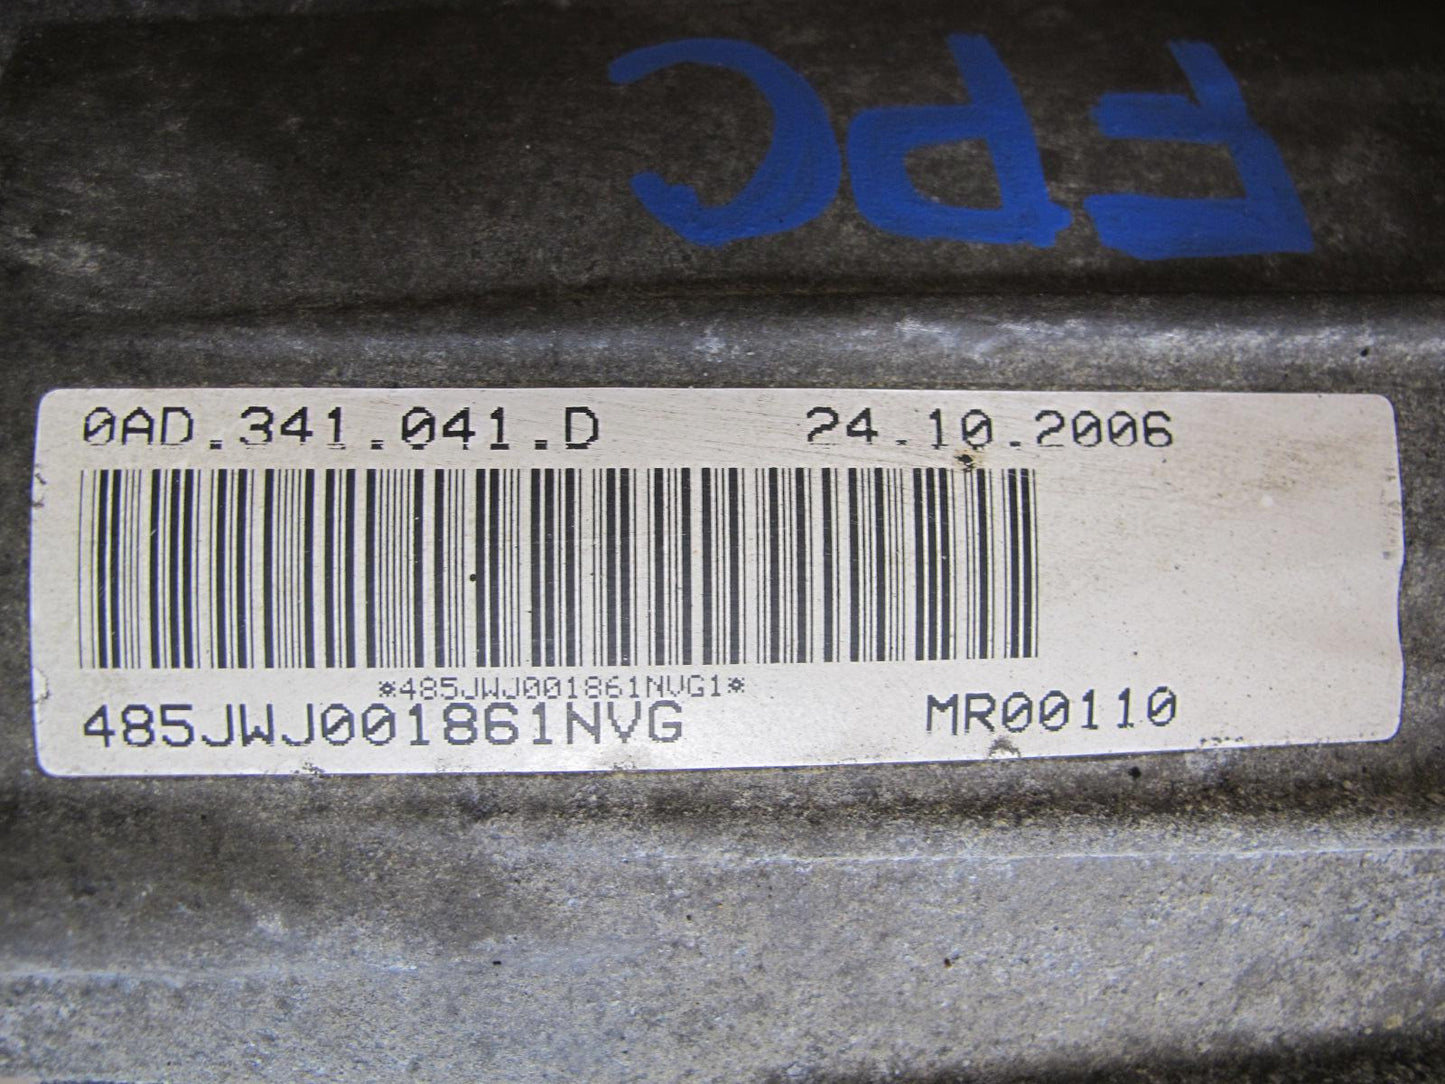 FPC
0AD.341.041.D 24.10.2006
*485JWJ001861NVG1*
485JWJ001861NVG MR00110